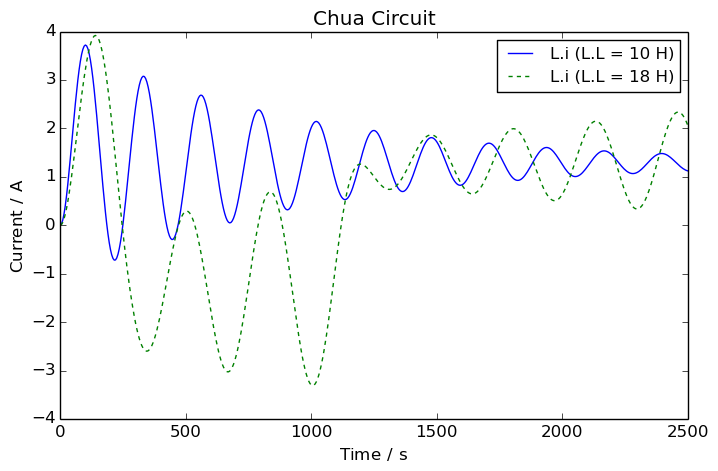 Chua Circuit
L.i (L.L = 10 H)
L.i (L.L = 18 H)
Current / A
4
3
2
1
0
−1
−2
−3
−4
0 500 1000 1500 2000 2500
Time / s